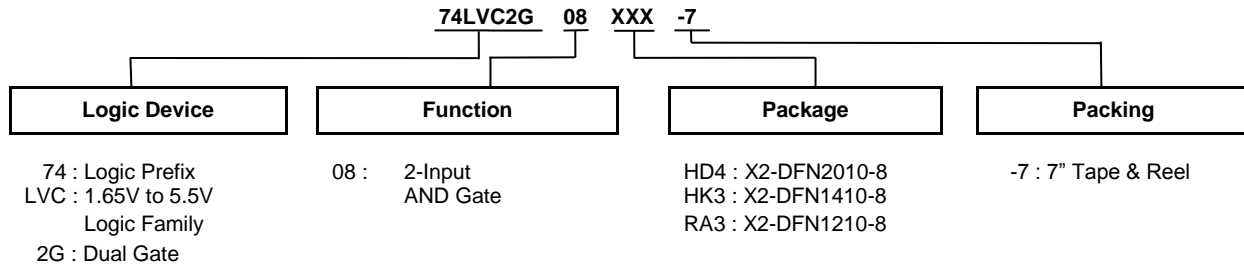 74LVC2G 08 XXX -7
Logic Device
Function
Package
Packing
74 : Logic Prefix
LVC : 1.65V to 5.5V
Logic Family
2G : Dual Gate
08 : 2-Input
AND Gate
HD4 : X2-DFN2010-8
HK3 : X2-DFN1410-8
RA3 : X2-DFN1210-8
-7 : 7” Tape & Reel